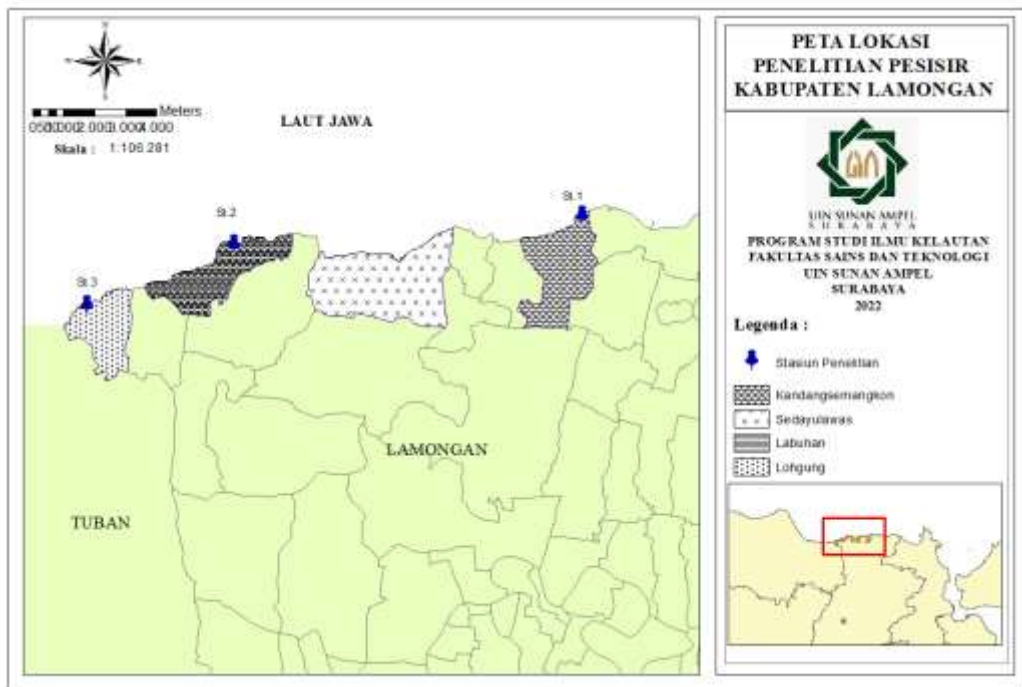 Meters
Skala : 1:106.281
LAUT JAWA
St.1
St.2
St.3
LAMONGAN
TUBAN
PETA LOKASI
PENELITIAN PESISIR
KABUPATEN LAMONGAN
UIN SUNAN AMPEL
SURABAYA
PROGRAM STUDI ILMU KELAUTAN
FAKULTAS SAINS DAN TEKNOLOGI
UIN SUNAN AMPEL
SURABAYA
2022
Legenda :
Stasiun Penelitian
Kandangsemangkon
Sedayulawas
Labuhan
Lohgung